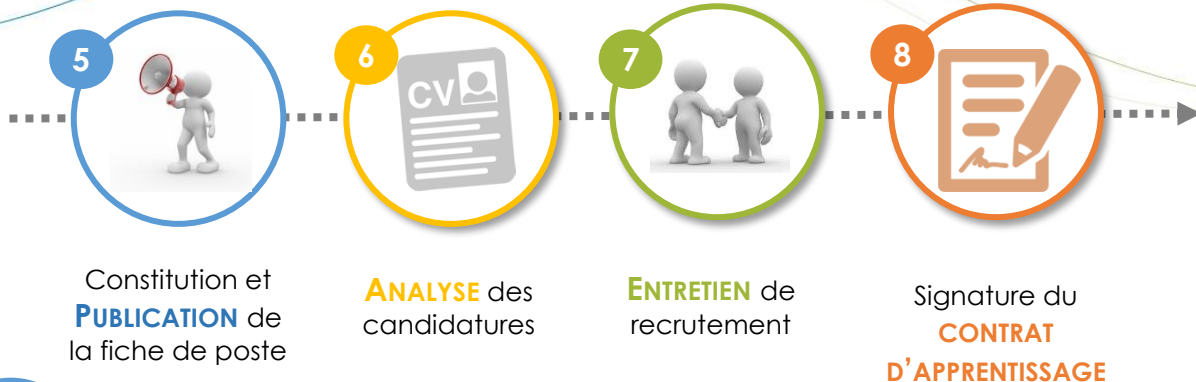 5
6
7
8
CV
Constitution et
PUBLICATION de
la fiche de poste
ANALYSE des
candidatures
ENTRETIEN de
recrutement
Signature du
CONTRAT
D'APPRENTISSAGE